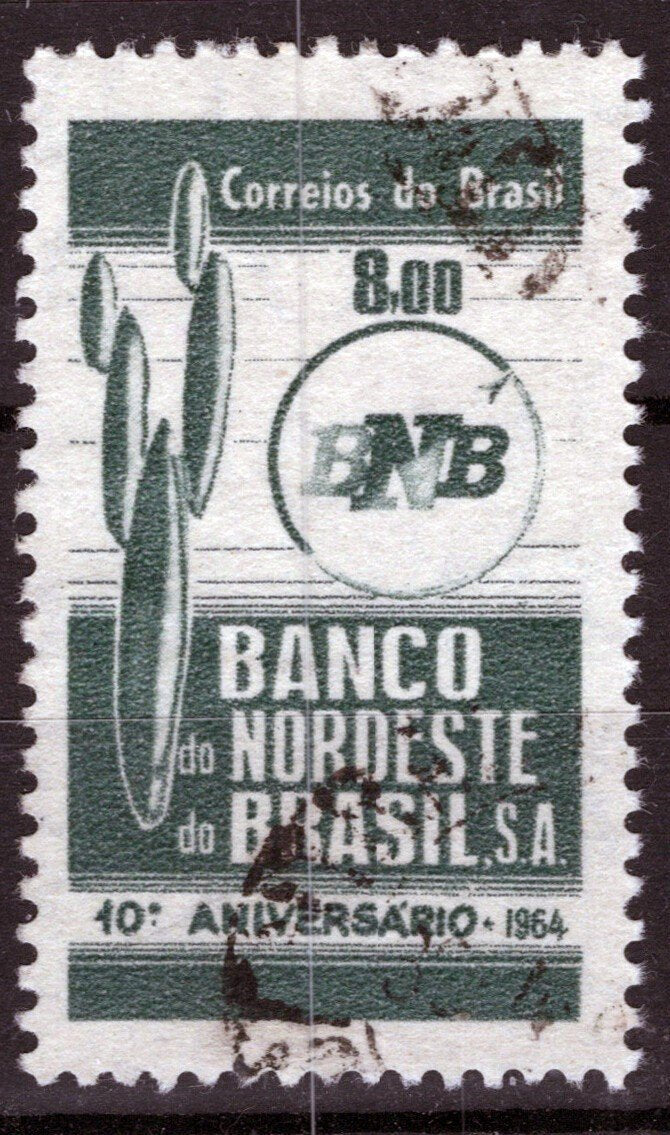 Correios do Brasil
8,00
BNB
BANCO
do NORDESTE
do BRASIL, S.A.
10º ANIVERSÁRIO - 1964